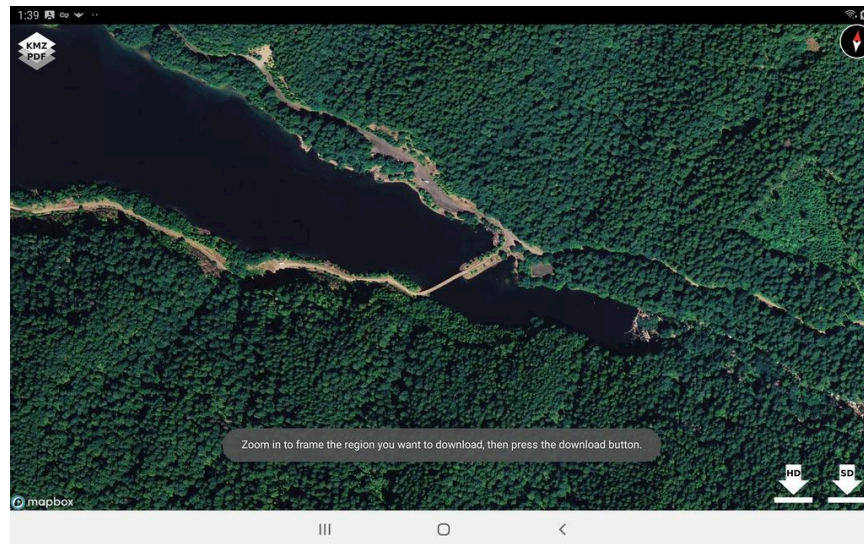 1:39
KMZ
PDF
Zoom in to frame the region you want to download, then press the download button.
HD
SD
mapbox